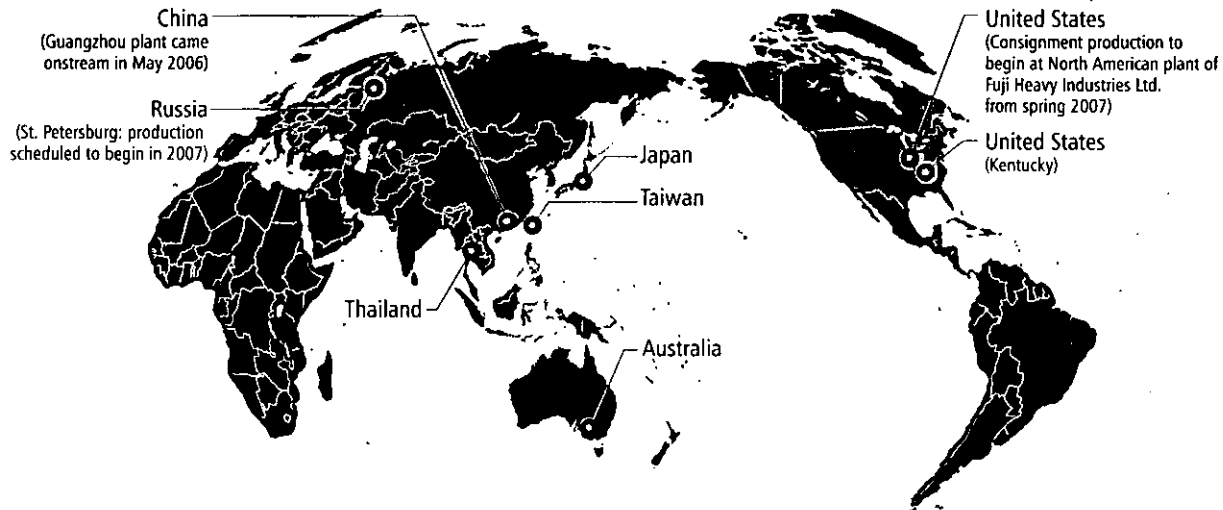 China
(Guangzhou plant came
onstream in May 2006)
Russia
(St. Petersburg: production
scheduled to begin in 2007)
Japan
Taiwan
Thailand
Australia
United States
(Consignment production to
begin at North American plant of
Fuji Heavy Industries Ltd.
from spring 2007)
United States
(Kentucky)